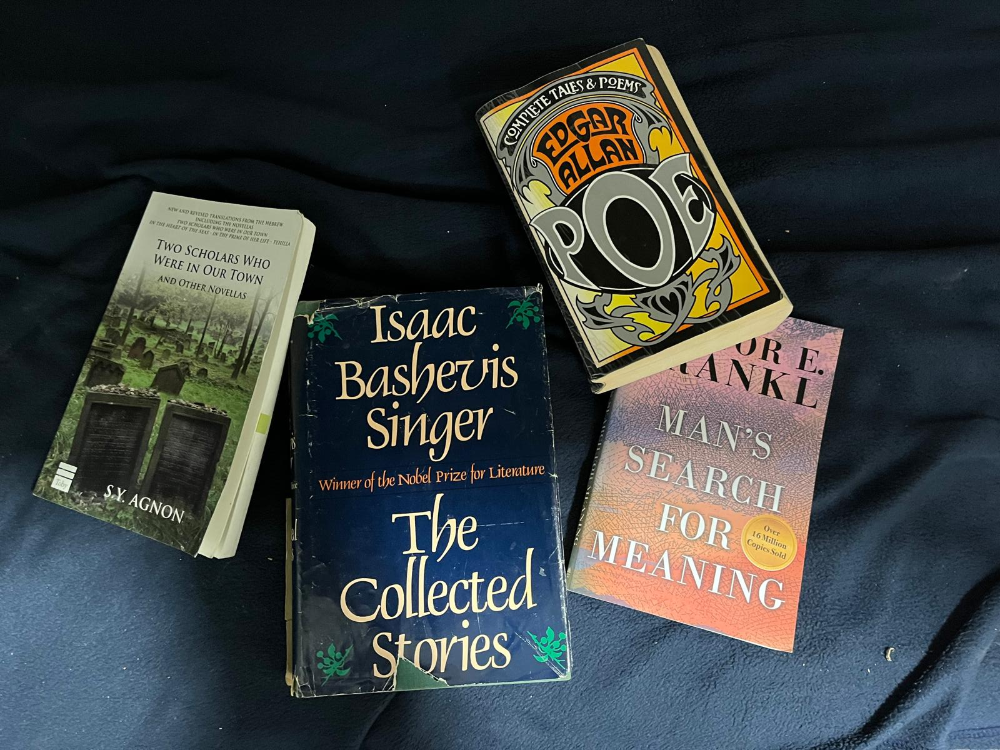 NEW AND REVISED TRANSLATIONS FROM THE HEBREW
INCLUDING THE NOVELLAS
TWO SCHOLARS WHO WERE IN OUR TOWN
IN THE HEART OF THE SEAS · IN THE PRIME OF HER LIFE · TEHILLA
TWO SCHOLARS WHO
WERE IN OUR TOWN
AND OTHER NOVELLAS
Toby
S.Y. AGNON
Isaac
Bashevis
Singer
Winner of the Nobel Prize for Literature
The
Collected
Stories
COMPLETE TALES & POEMS
EDGAR
ALLAN
POE
OR E.
RANKL
MAN'S
SEARCH
FOR
MEANING
Over
16 Million
Copies Sold